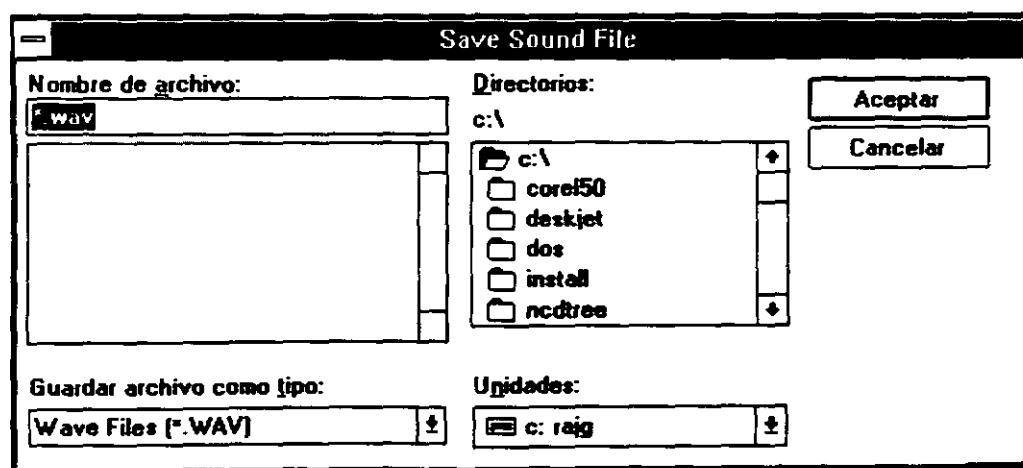 Save Sound File
Nombre de archivo:
*.wav
Directorios:
c:\
c:\
corel50
deskjet
dos
install
ncdtree
Aceptar
Cancelar
Guardar archivo como tipo:
Wave Files (*.WAV)
Unidades:
c: rajg